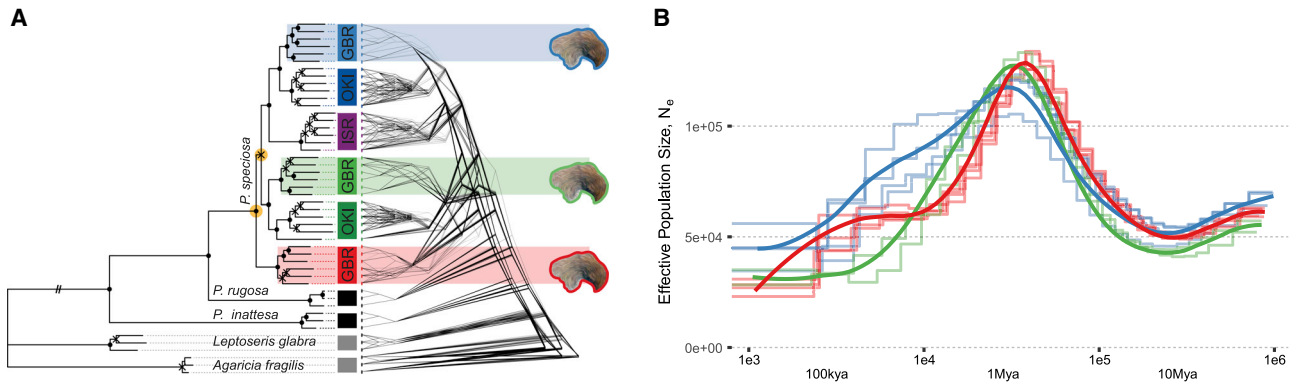 A
GBR
OKI
ISR
GBR
OKI
GBR
P. speciosa
P. rugosa
P. inattesa
Leptoseris glabra
Agaricia fragilis
//
B
Effective Population Size, Ne
1e+05
5e+04
0e+00
1e3
1e4
1e5
1e6
100kya
1Mya
10Mya